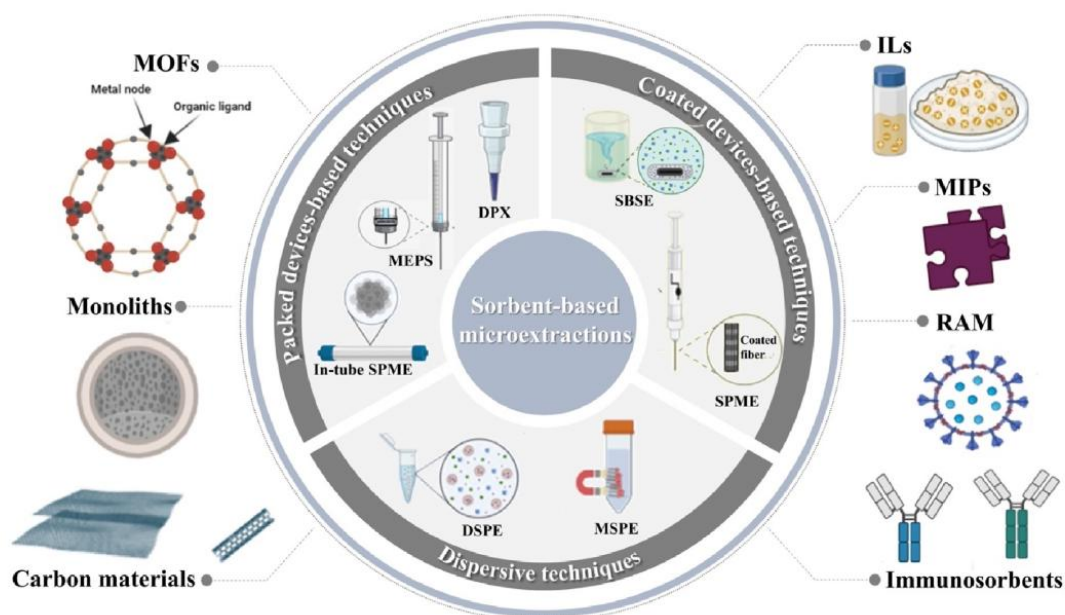 MOFs
Metal node
Organic ligand
Monoliths
Carbon materials
Packed devices-based techniques
DPX
MEPS
In-tube SPME
Coated devices-based techniques
SBSE
Coated
fiber
SPME
Sorbent-based
microextractions
DSPE
MSPE
Dispersive techniques
ILs
MIPs
RAM
Immunosorbents